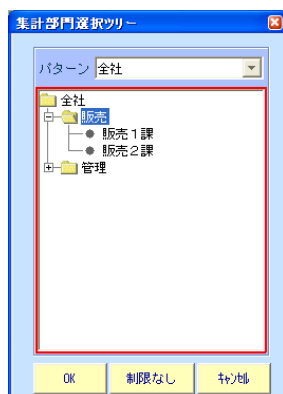 集計部門選択ツリー
パターン 全社
全社
販売
販売1課
販売2課
管理
OK 制限なし ｷｬﾝｾﾙ